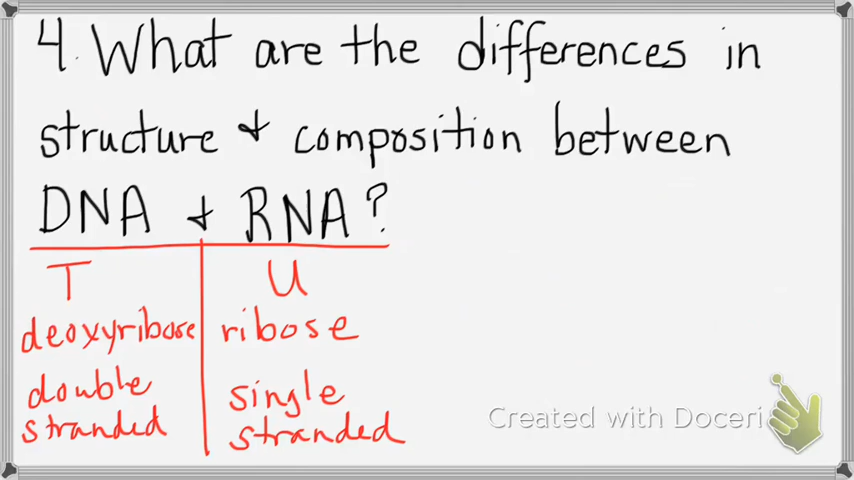 4. What are the differences in
structure & composition between
DNA & RNA?
T U
deoxyribose ribose
double single
stranded stranded
Created with Doceri